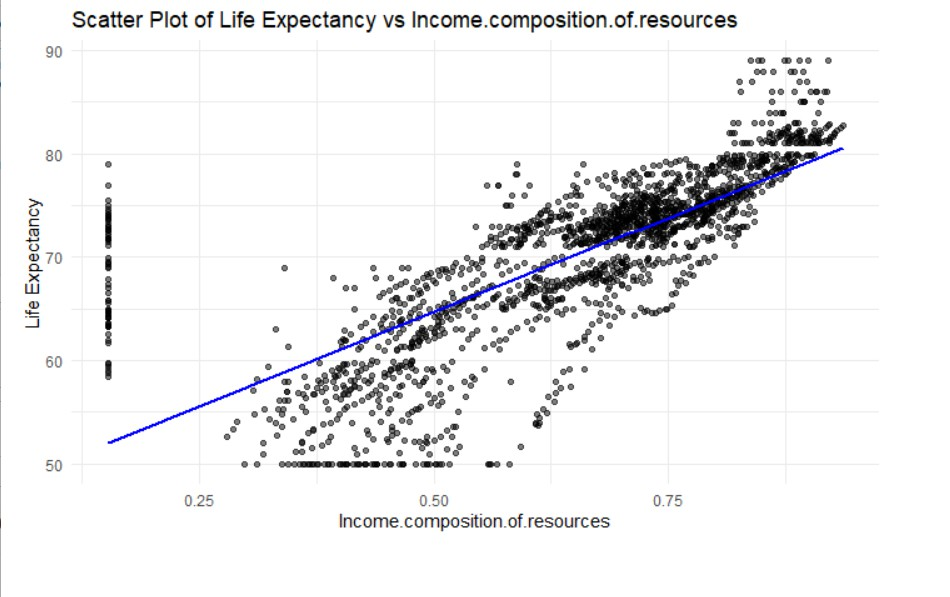 Scatter Plot of Life Expectancy vs Income.composition.of.resources
90
80
70
60
50
Life Expectancy
0.25 0.50 0.75
Income.composition.of.resources